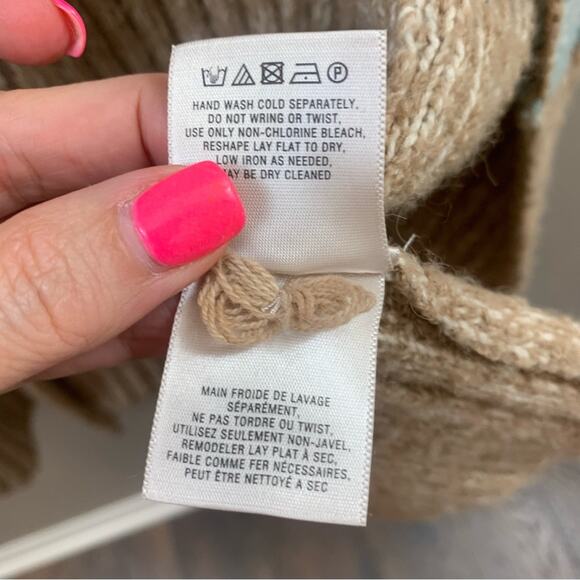 P
HAND WASH COLD SEPARATELY.
DO NOT WRING OR TWIST,
USE ONLY NON-CHLORINE BLEACH,
RESHAPE LAY FLAT TO DRY,
LOW IRON AS NEEDED,
MAY BE DRY CLEANED
MAIN FROIDE DE LAVAGE
SÉPARÉMENT,
NE PAS TORDRE OU TWIST,
UTILISEZ SEULEMENT NON-JAVEL,
REMODELER LAY PLAT À SEC,
FAIBLE COMME FER NÉCESSAIRES,
PEUT ÊTRE NETTOYÉ A SEC